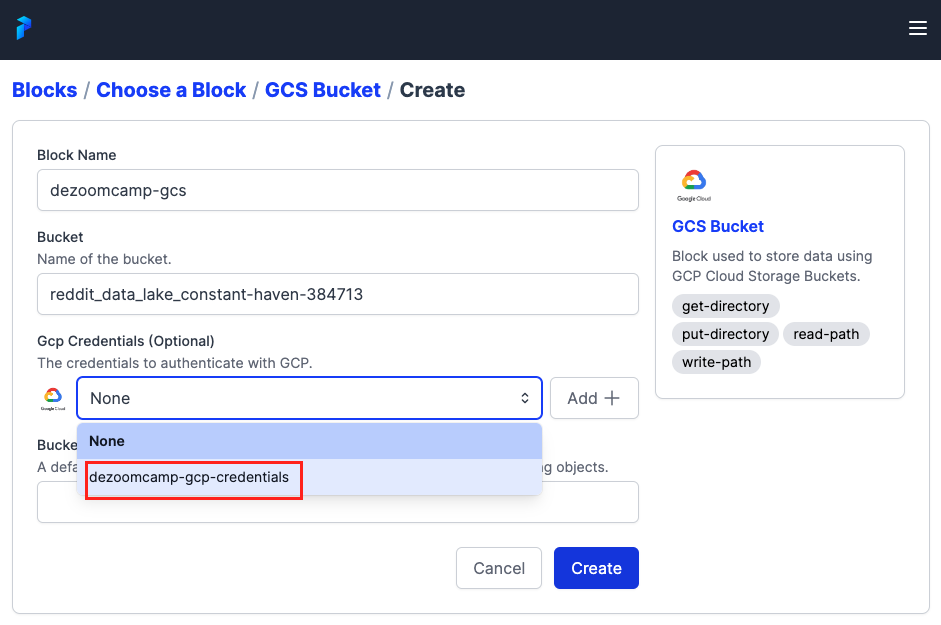 Blocks / Choose a Block / GCS Bucket / Create
Block Name
dezoomcamp-gcs
Bucket
Name of the bucket.
reddit_data_lake_constant-haven-384713
Gcp Credentials (Optional)
The credentials to authenticate with GCP.
Google Cloud
None
Add
None
dezoomcamp-gcp-credentials
Bucke
A defa
ng objects.
Cancel
Create
Google Cloud
GCS Bucket
Block used to store data using
GCP Cloud Storage Buckets.
get-directory
put-directory read-path
write-path